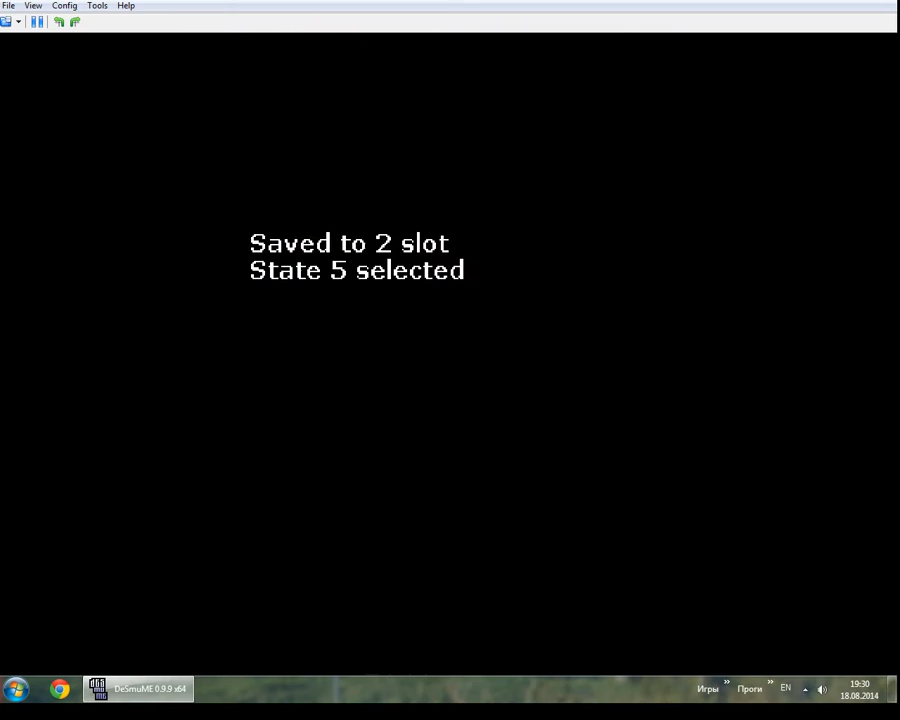 File View Config Tools Help
Saved to 2 slot
State 5 selected
DeSmuME 0.9.9 x64
Игры » Проги » EN 19:30
18.08.2014